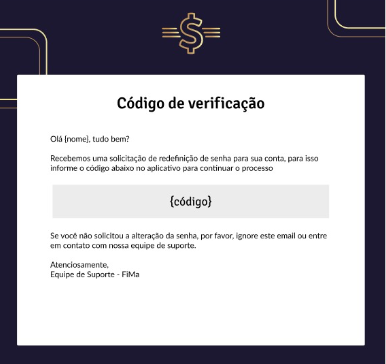 Código de verificação
Olá {nome}, tudo bem?
Recebemos uma solicitação de redefinição de senha para sua conta, para isso
informe o código abaixo no aplicativo para continuar o processo
{código}
Se você não solicitou a alteração da senha, por favor, ignore este email ou entre
em contato com nossa equipe de suporte.
Atenciosamente,
Equipe de Suporte - FiMa